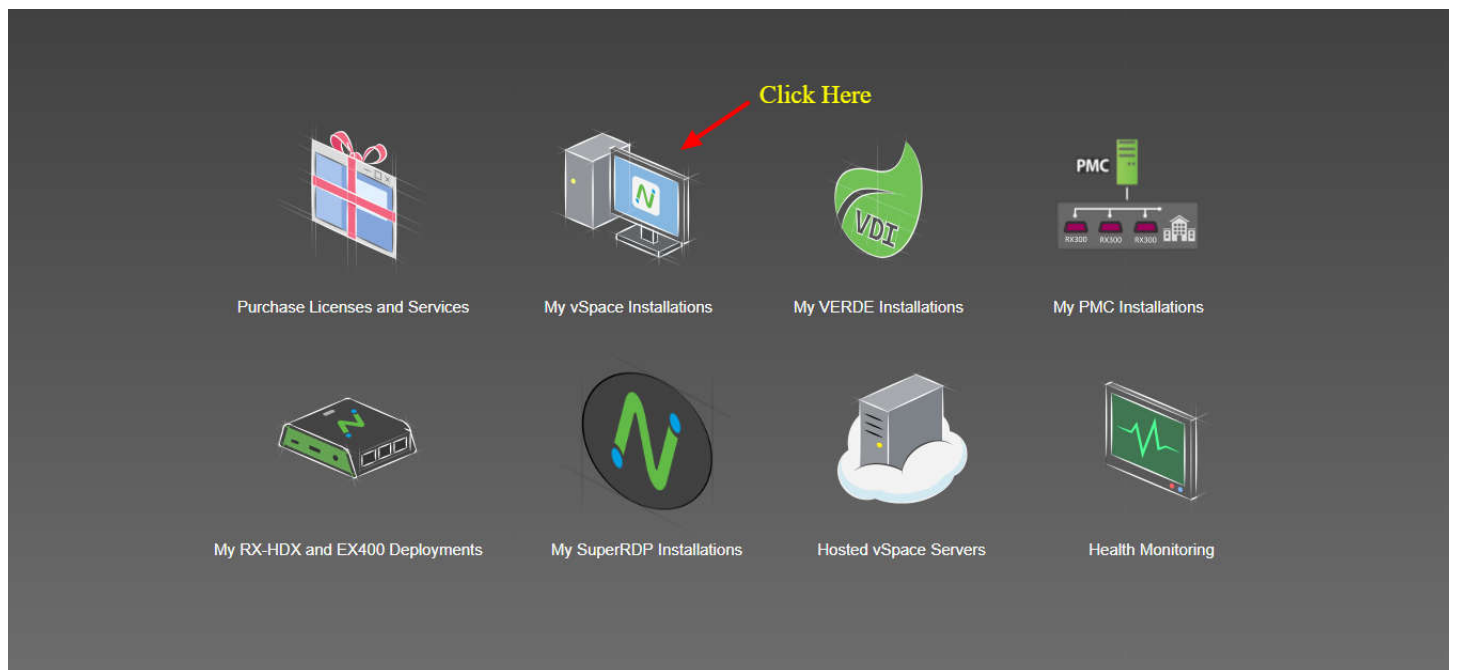 Click Here
PMC
RX300 RX300 RX300
VDI
Purchase Licenses and Services
My vSpace Installations
My VERDE Installations
My PMC Installations
My RX-HDX and EX400 Deployments
My SuperRDP Installations
Hosted vSpace Servers
Health Monitoring